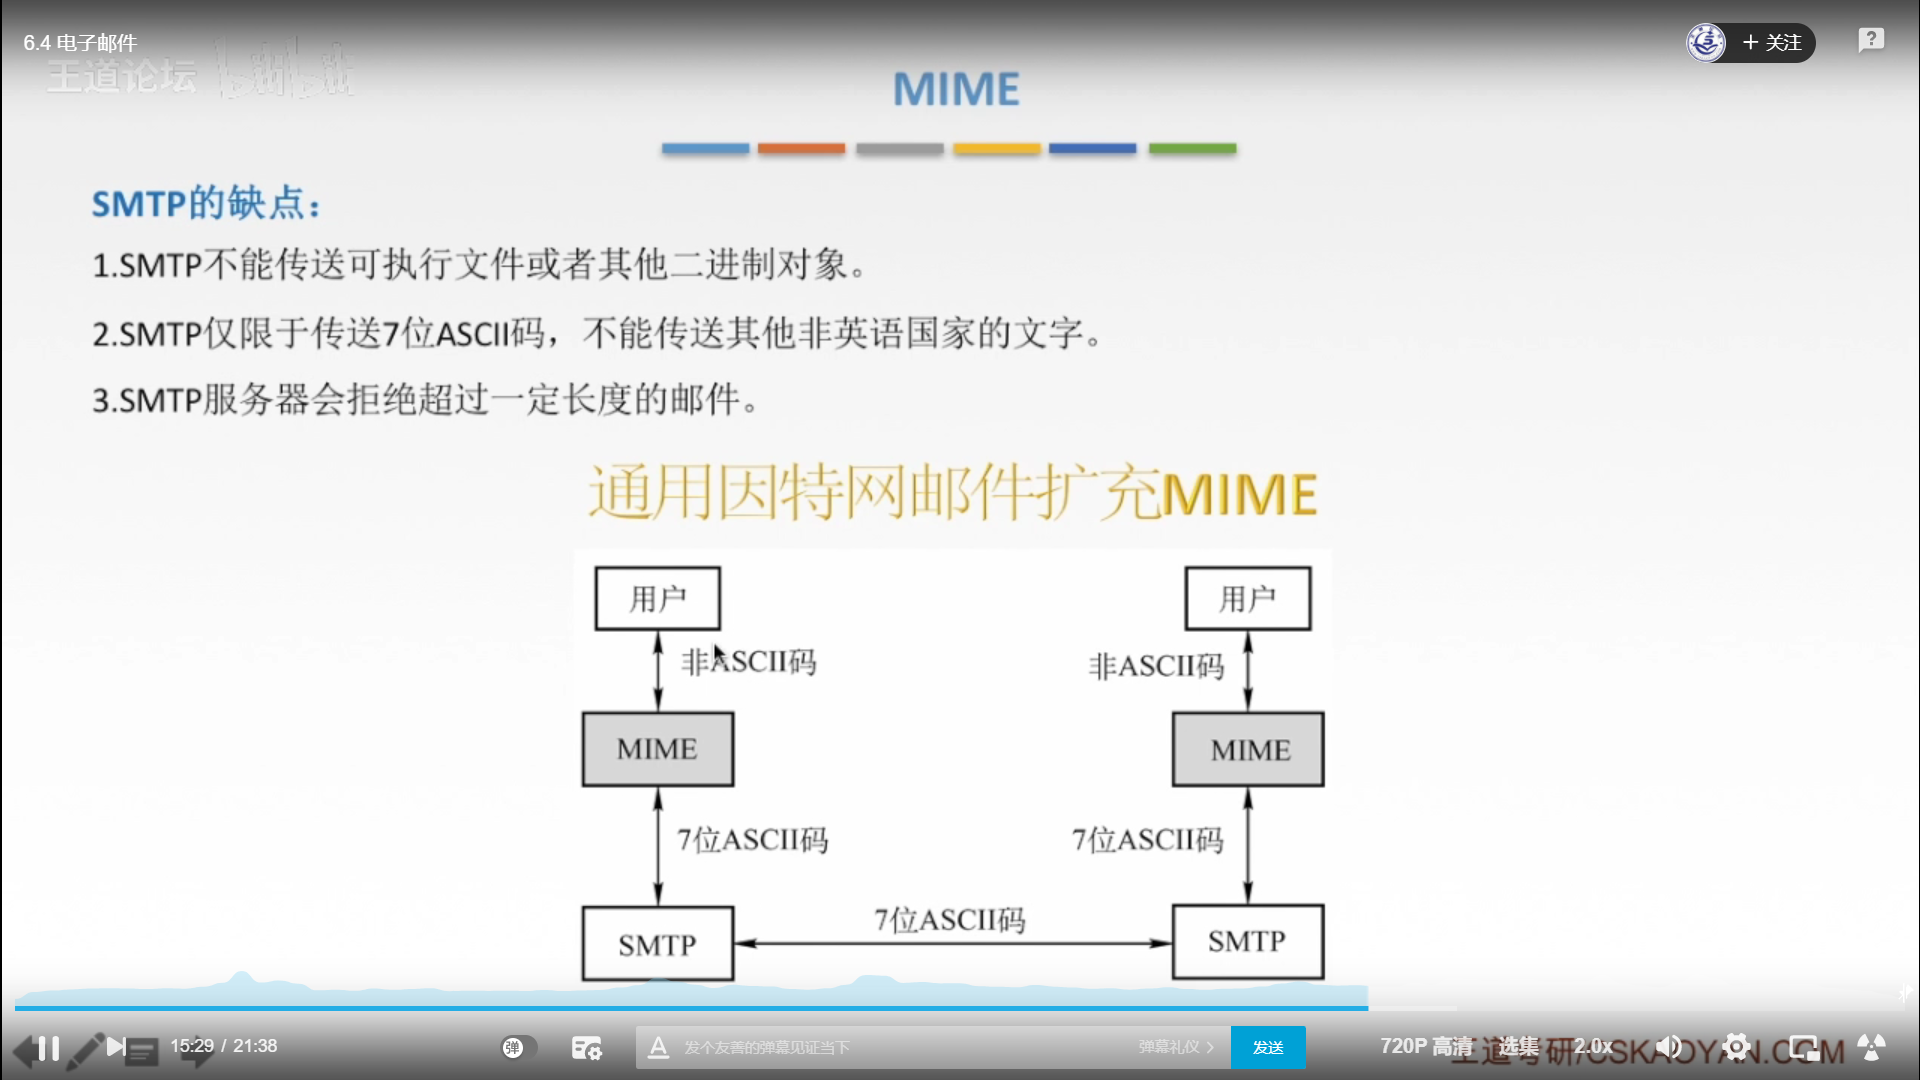 6.4 电子邮件
王道论坛 bilibili
+ 关注
MIME
SMTP的缺点：
1.SMTP不能传送可执行文件或者其他二进制对象。
2.SMTP仅限于传送7位ASCII码，不能传送其他非英语国家的文字。
3.SMTP服务器会拒绝超过一定长度的邮件。
通用因特网邮件扩充MIME
用户 用户
非ASCII码 非ASCII码
MIME MIME
7位ASCII码 7位ASCII码
7位ASCII码
SMTP SMTP
15:29 / 21:38
弹
A 发个友善的弹幕见证当下 弹幕礼仪 > 发送
720P 高清 选集 2.0x
王道考研/CSKAOYAN.COM